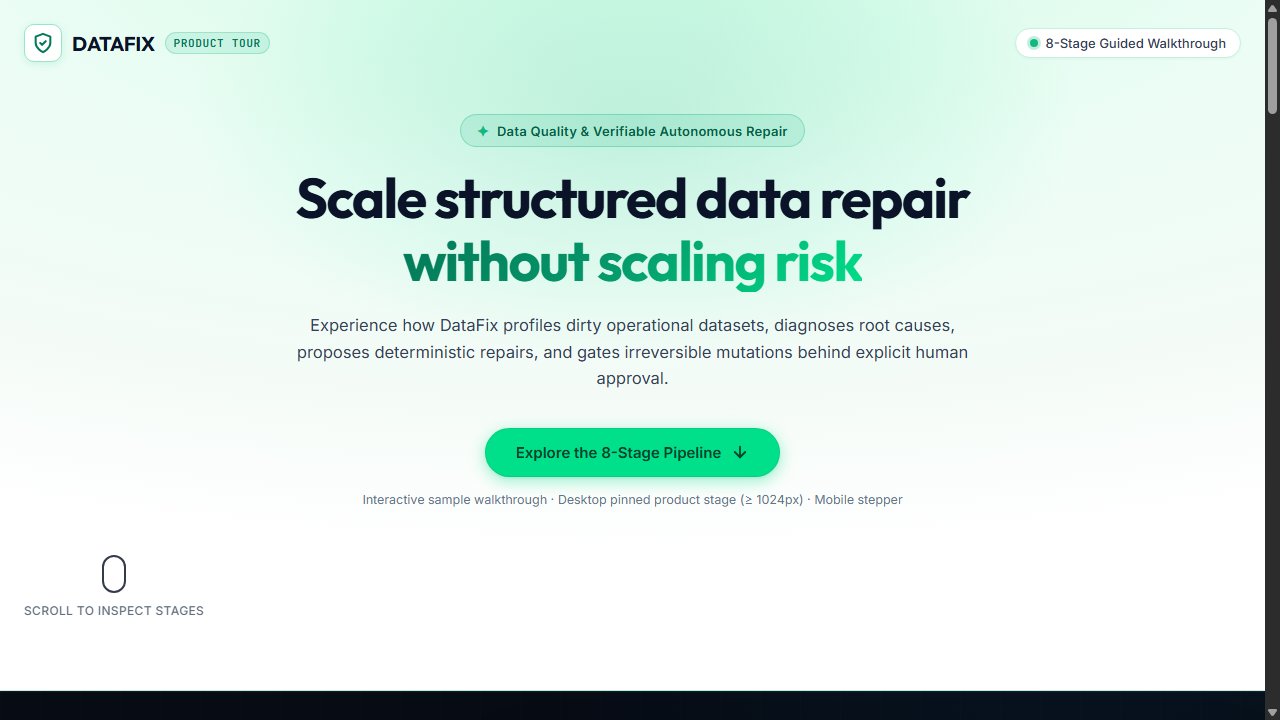 DATAFIX
PRODUCT TOUR
8-Stage Guided Walkthrough
Data Quality & Verifiable Autonomous Repair
Scale structured data repair
without scaling risk
Experience how DataFix profiles dirty operational datasets, diagnoses root causes,
proposes deterministic repairs, and gates irreversible mutations behind explicit human
approval.
Explore the 8-Stage Pipeline
Interactive sample walkthrough · Desktop pinned product stage (≥ 1024px) · Mobile stepper
SCROLL TO INSPECT STAGES